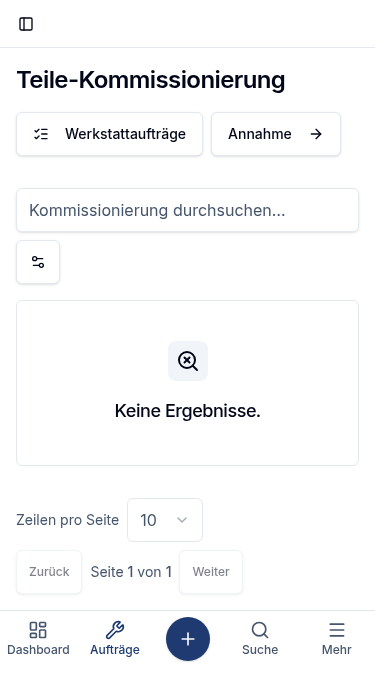 Teile-Kommissionierung
Werkstattaufträge
Annahme
Kommissionierung durchsuchen...
Keine Ergebnisse.
Zeilen pro Seite 10
Zurück Seite 1 von 1 Weiter
Dashboard Aufträge Suche Mehr